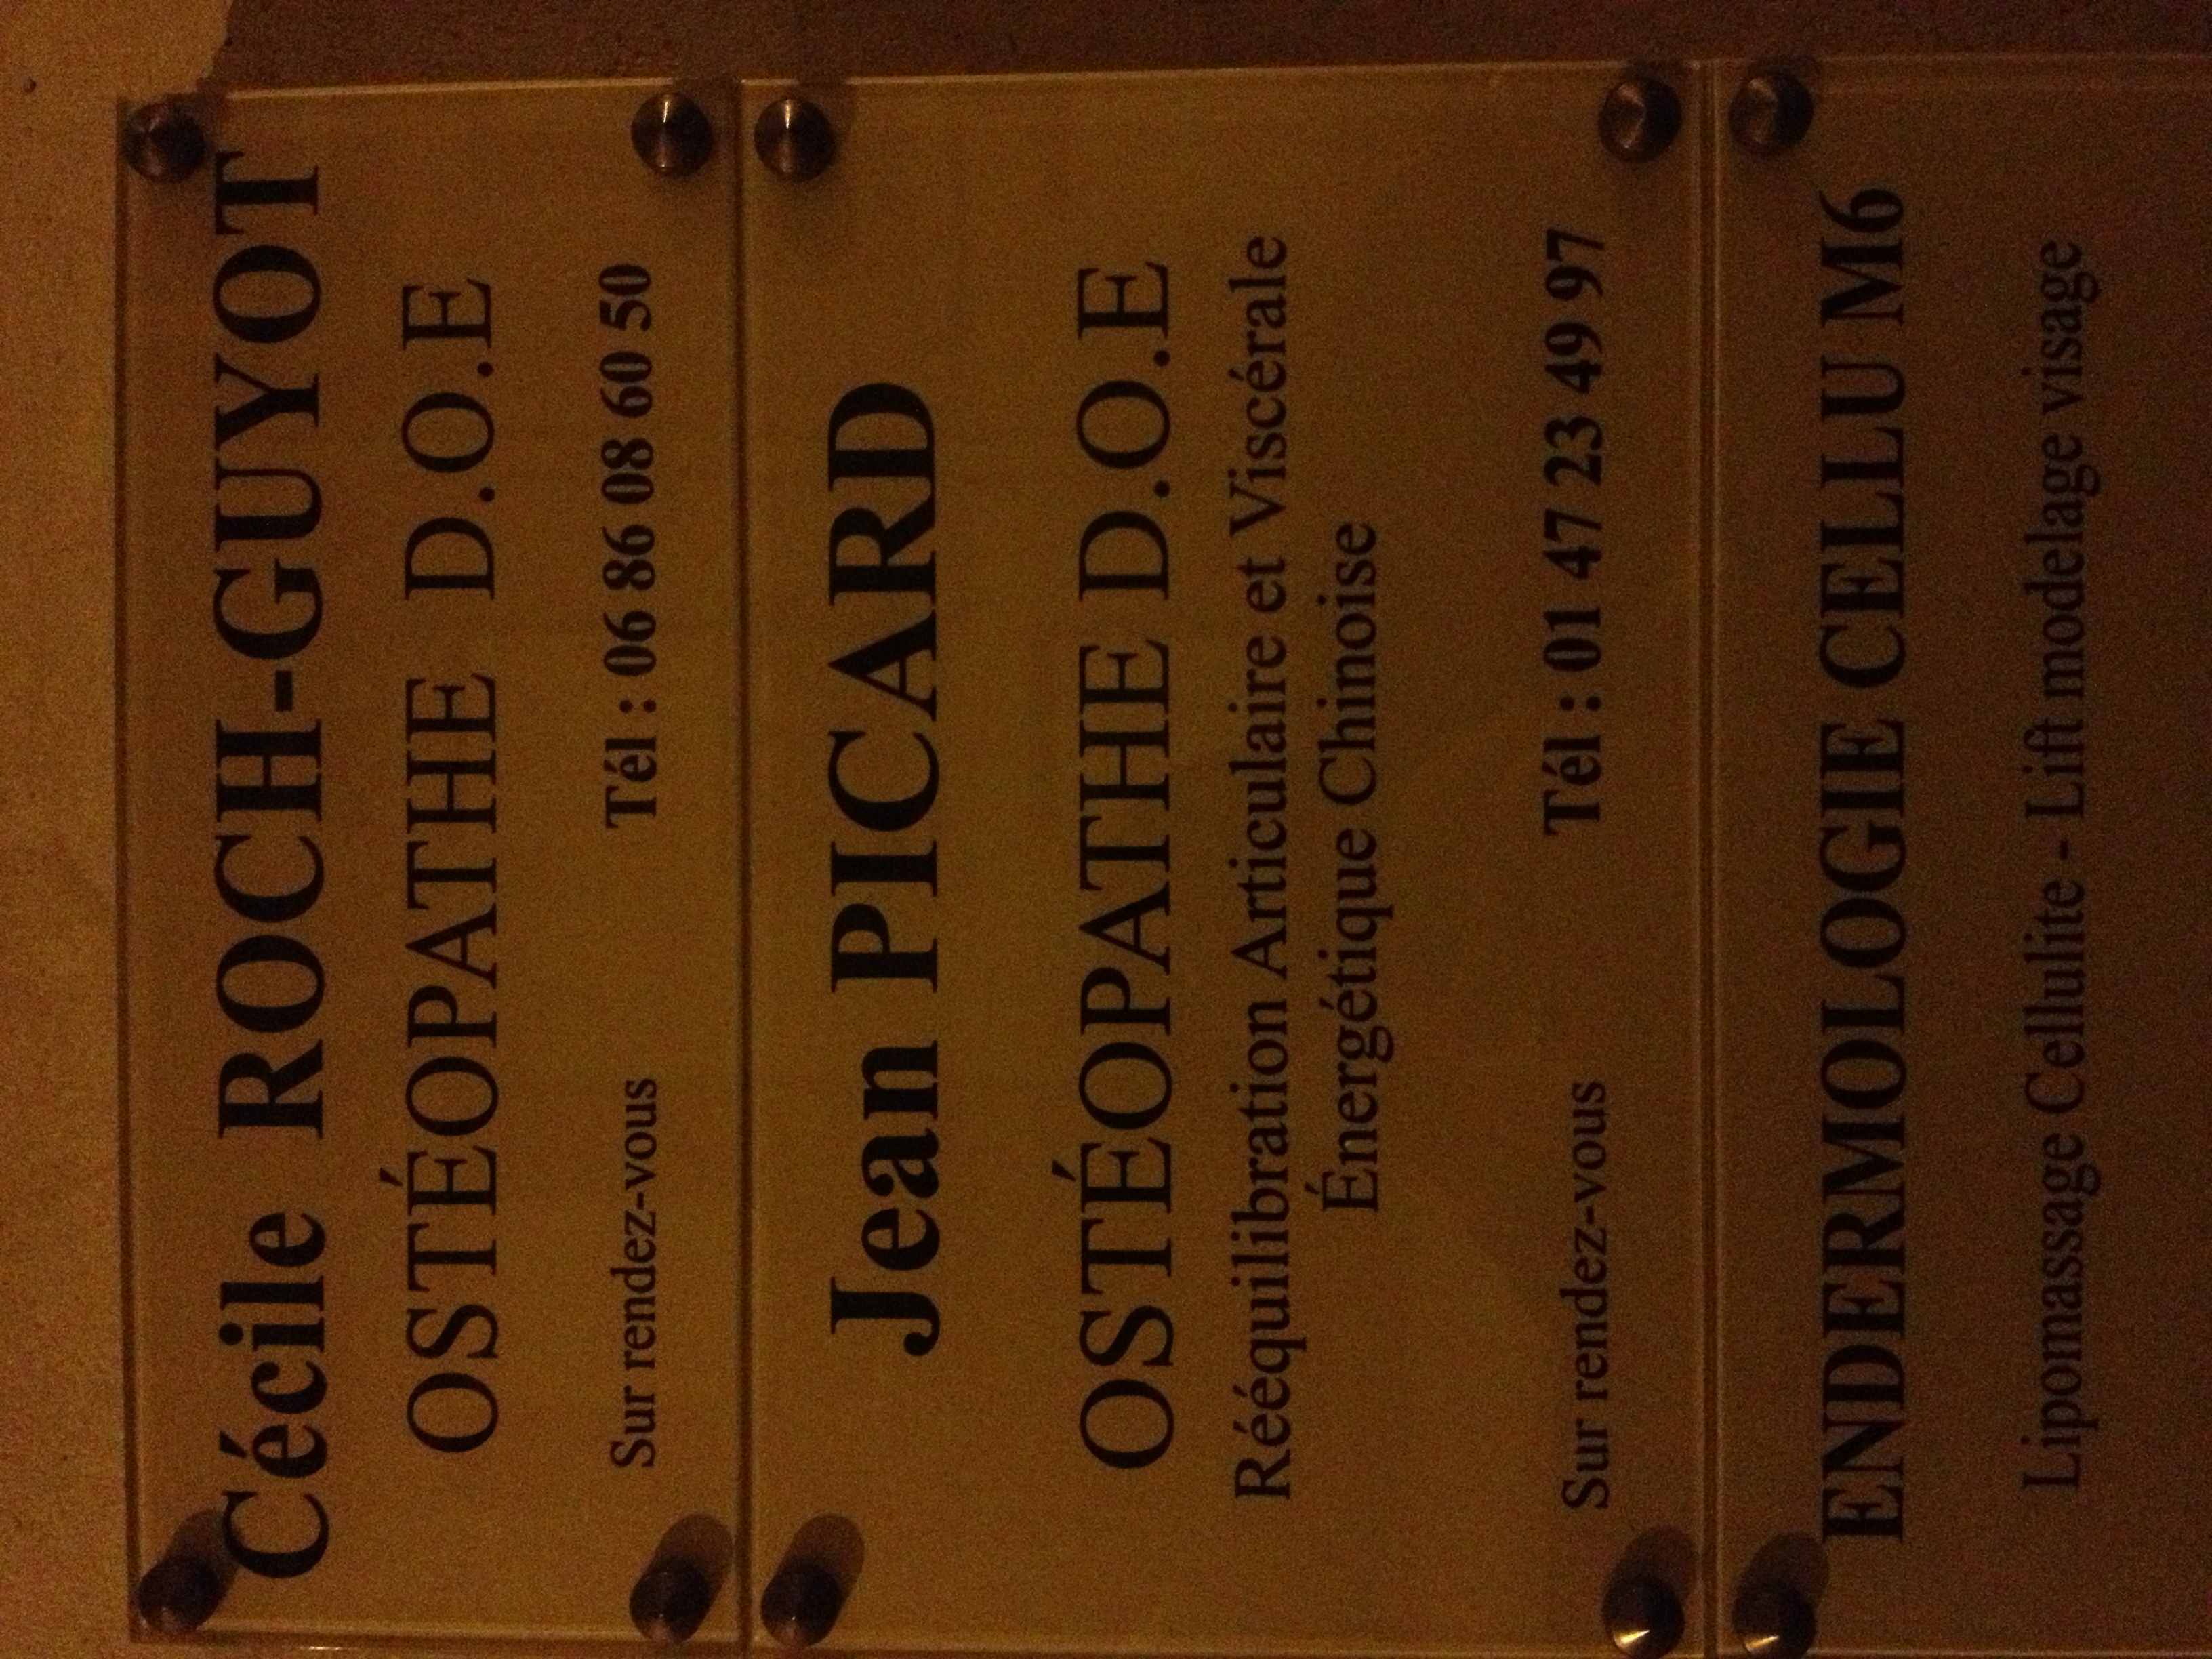 Cécile ROCH-GUYOT
OSTÉOPATHE D.O.E
Sur rendez-vous Tél : 06 86 08 60 50
Jean PICARD
OSTÉOPATHE D.O.E
Rééquilibration Articulaire et Viscérale
Énergétique Chinoise
Sur rendez-vous Tél : 01 47 23 49 97
ENDERMOLOGIE CELLU M6
Lipomassage Cellulite - Lift modelage visage